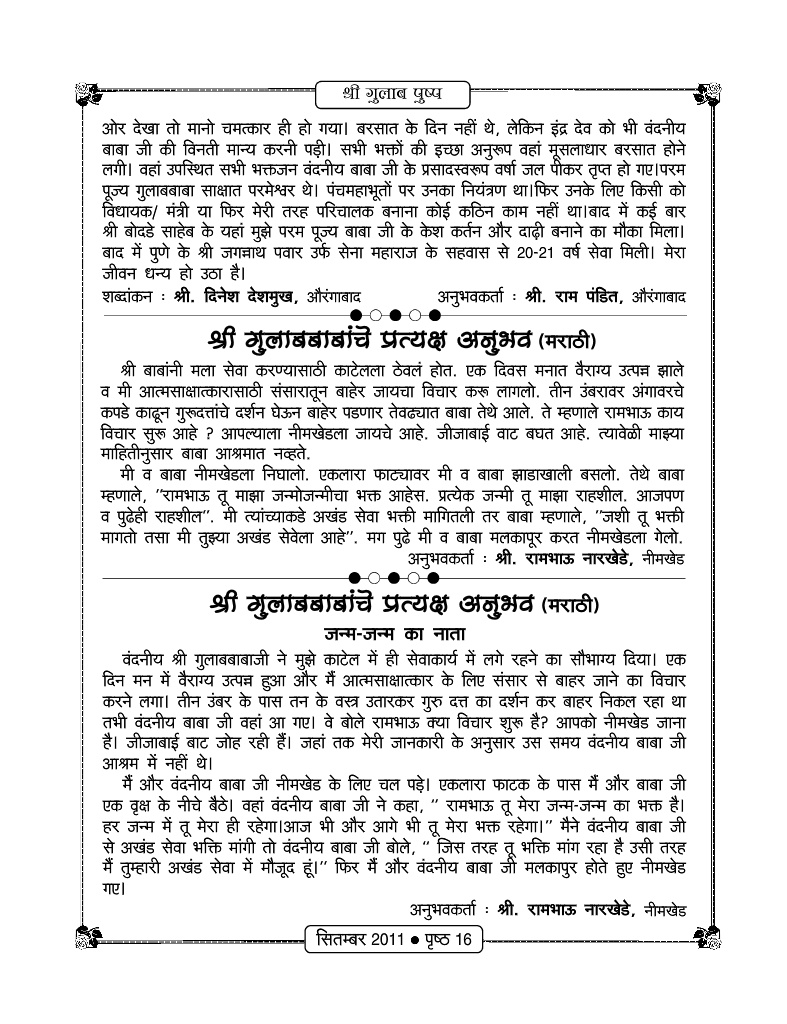 श्री गुलाब पुष्प
ओर देखा तो मानो चमत्कार ही हो गया। बरसात के दिन नहीं थे, लेकिन इंद्र देव को भी वंदनीय
बाबा जी की विनती मान्य करनी पड़ी। सभी भक्तों की इच्छा अनुरूप वहां मूसलाधार बरसात होने
लगी। वहां उपस्थित सभी भक्तजन वंदनीय बाबा जी के प्रसादस्वरूप वर्षा जल पीकर तृप्त हो गए।परम
पूज्य गुलाबबाबा साक्षात परमेश्वर थे। पंचमहाभूतों पर उनका नियंत्रण था।फिर उनके लिए किसी को
विधायक/ मंत्री या फिर मेरी तरह परिचालक बनाना कोई कठिन काम नहीं था।बाद में कई बार
श्री बोदडे साहेब के यहां मुझे परम पूज्य बाबा जी के केश कर्तन और दाढ़ी बनाने का मौका मिला।
बाद में पुणे के श्री जगन्नाथ पवार उर्फ सेना महाराज के सहवास से 20-21 वर्ष सेवा मिली। मेरा
जीवन धन्य हो उठा है।
शब्दांकन : श्री. दिनेश देशमुख, औरंगाबाद अनुभवकर्ता : श्री. राम पंडित, औरंगाबाद
श्री गुलाबबाबांचे प्रत्यक्ष अनुभव (मराठी)
श्री बाबांनी मला सेवा करण्यासाठी काटेलला ठेवलं होत. एक दिवस मनात वैराग्य उत्पन्न झाले
व मी आत्मसाक्षात्कारासाठी संसारातून बाहेर जायचा विचार करू लागलो. तीन उंबरावर अंगावरचे
कपडे काढून गुरूदत्तांचे दर्शन घेऊन बाहेर पडणार तेवढ्यात बाबा तेथे आले. ते म्हणाले रामभाऊ काय
विचार सुरू आहे ? आपल्याला नीमखेडला जायचे आहे. जीजाबाई वाट बघत आहे. त्यावेळी माझ्या
माहितीनुसार बाबा आश्रमात नव्हते.
मी व बाबा नीमखेडला निघालो. एकलारा फाट्यावर मी व बाबा झाडाखाली बसलो. तेथे बाबा
म्हणाले, ''रामभाऊ तू माझा जन्मोजन्मीचा भक्त आहेस. प्रत्येक जन्मी तू माझा राहशील. आजपण
व पुढेही राहशील''. मी त्यांच्याकडे अखंड सेवा भक्ती मागितली तर बाबा म्हणाले, ''जशी तू भक्ती
मागतो तसा मी तुझ्या अखंड सेवेला आहे''. मग पुढे मी व बाबा मलकापूर करत नीमखेडला गेलो.
अनुभवकर्ता : श्री. रामभाऊ नारखेडे, नीमखेड
श्री गुलाबबाबांचे प्रत्यक्ष अनुभव (मराठी)
जन्म-जन्म का नाता
वंदनीय श्री गुलाबबाबाजी ने मुझे काटेल में ही सेवाकार्य में लगे रहने का सौभाग्य दिया। एक
दिन मन में वैराग्य उत्पन्न हुआ और मैं आत्मसाक्षात्कार के लिए संसार से बाहर जाने का विचार
करने लगा। तीन उंबर के पास तन के वस्त्र उतारकर गुरु दत्त का दर्शन कर बाहर निकल रहा था
तभी वंदनीय बाबा जी वहां आ गए। वे बोले रामभाऊ क्या विचार शुरू है? आपको नीमखेड जाना
है। जीजाबाई बाट जोह रही हैं। जहां तक मेरी जानकारी के अनुसार उस समय वंदनीय बाबा जी
आश्रम में नहीं थे।
मैं और वंदनीय बाबा जी नीमखेड के लिए चल पड़े। एकलारा फाटक के पास मैं और बाबा जी
एक वृक्ष के नीचे बैठे। वहां वंदनीय बाबा जी ने कहा, '' रामभाऊ तू मेरा जन्म-जन्म का भक्त है।
हर जन्म में तू मेरा ही रहेगा।आज भी और आगे भी तू मेरा भक्त रहेगा।'' मैने वंदनीय बाबा जी
से अखंड सेवा भक्ति मांगी तो वंदनीय बाबा जी बोले, '' जिस तरह तू भक्ति मांग रहा है उसी तरह
मैं तुम्हारी अखंड सेवा में मौजूद हूं।'' फिर मैं और वंदनीय बाबा जी मलकापुर होते हुए नीमखेड
गए।
अनुभवकर्ता : श्री. रामभाऊ नारखेडे, नीमखेड
सितम्बर 2011 ● पृष्ठ 16